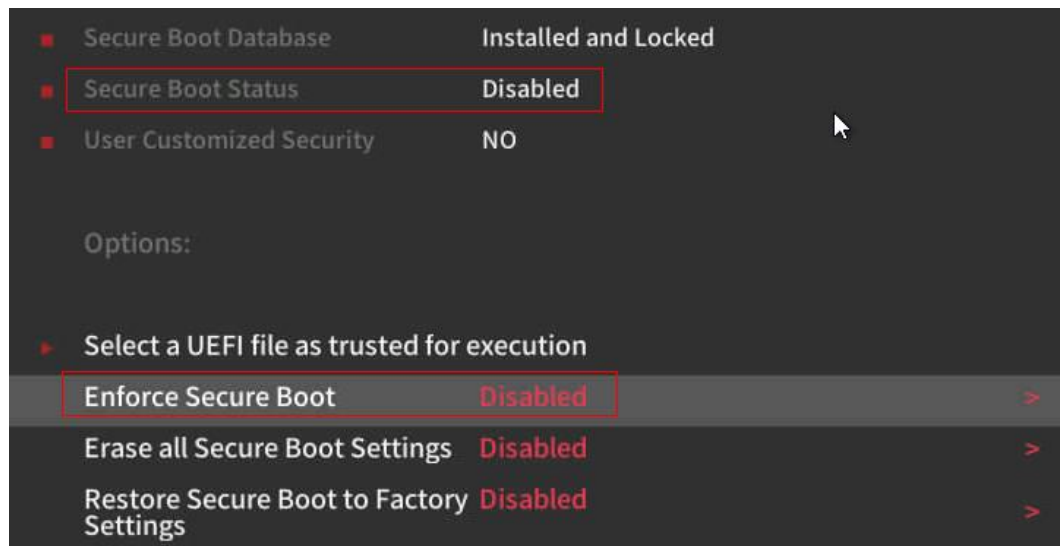 Secure Boot Database Installed and Locked
Secure Boot Status Disabled
User Customized Security NO
Options:
Select a UEFI file as trusted for execution
Enforce Secure Boot Disabled >
Erase all Secure Boot Settings Disabled >
Restore Secure Boot to Factory Disabled
Settings >